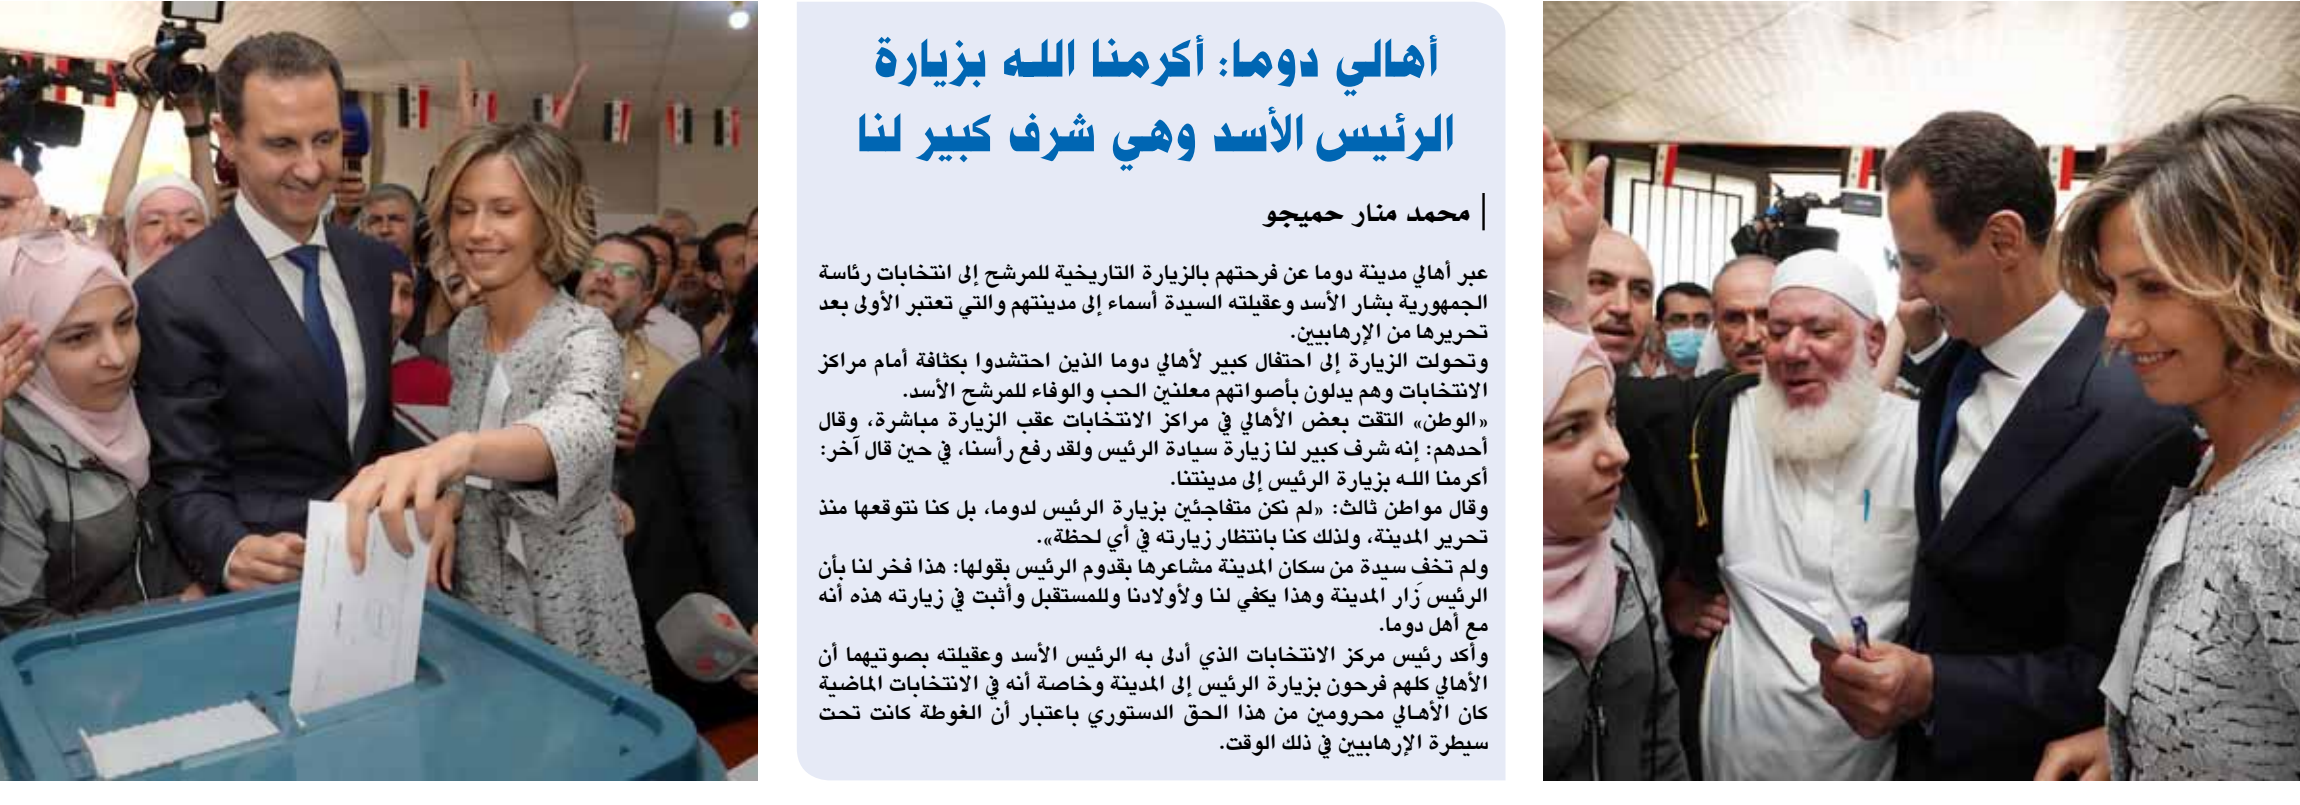 أهالي دوما: أكرمنا اللـه بزيارة
الرئيس الأسد وهي شرف كبير لنا
محمد منار حميجو
عبر أهالي مدينة دوما عن فرحتهم بالزيارة التاريخية للمرشح إلى انتخابات رئاسة
الجمهورية بشار الأسد وعقيلته السيدة أسماء إلى مدينتهم والتي تعتبر الأولى بعد
تحريرها من الإرهابيين.
وتحولت الزيارة إلى احتفال كبير لأهالي دوما الذين احتشدوا بكثافة أمام مراكز
الانتخابات وهم يدلون بأصواتهم معلنين الحب والوفاء للمرشح الأسد.
«الوطن» التقت بعض الأهالي في مراكز الانتخابات عقب الزيارة مباشرة، وقال
أحدهم: إنه شرف كبير لنا زيارة سيادة الرئيس ولقد رفع رأسنا، في حين قال آخر:
أكرمنا اللـه بزيارة الرئيس إلى مدينتنا.
وقال مواطن ثالث: «لم نكن متفاجئين بزيارة الرئيس لدوما، بل كنا نتوقعها منذ
تحرير المدينة، ولذلك كنا بانتظار زيارته في أي لحظة».
ولم تخف سيدة من سكان المدينة مشاعرها بقدوم الرئيس بقولها: هذا فخر لنا بأن
الرئيس زَار المدينة وهذا يكفي لنا ولأولادنا وللمستقبل وأثبت في زيارته هذه أنه
مع أهل دوما.
وأكد رئيس مركز الانتخابات الذي أدلى به الرئيس الأسد وعقيلته بصوتيهما أن
الأهالي كلهم فرحون بزيارة الرئيس إلى المدينة وخاصة أنه في الانتخابات الماضية
كان الأهالي محرومين من هذا الحق الدستوري باعتبار أن الغوطة كانت تحت
سيطرة الإرهابيين في ذلك الوقت.